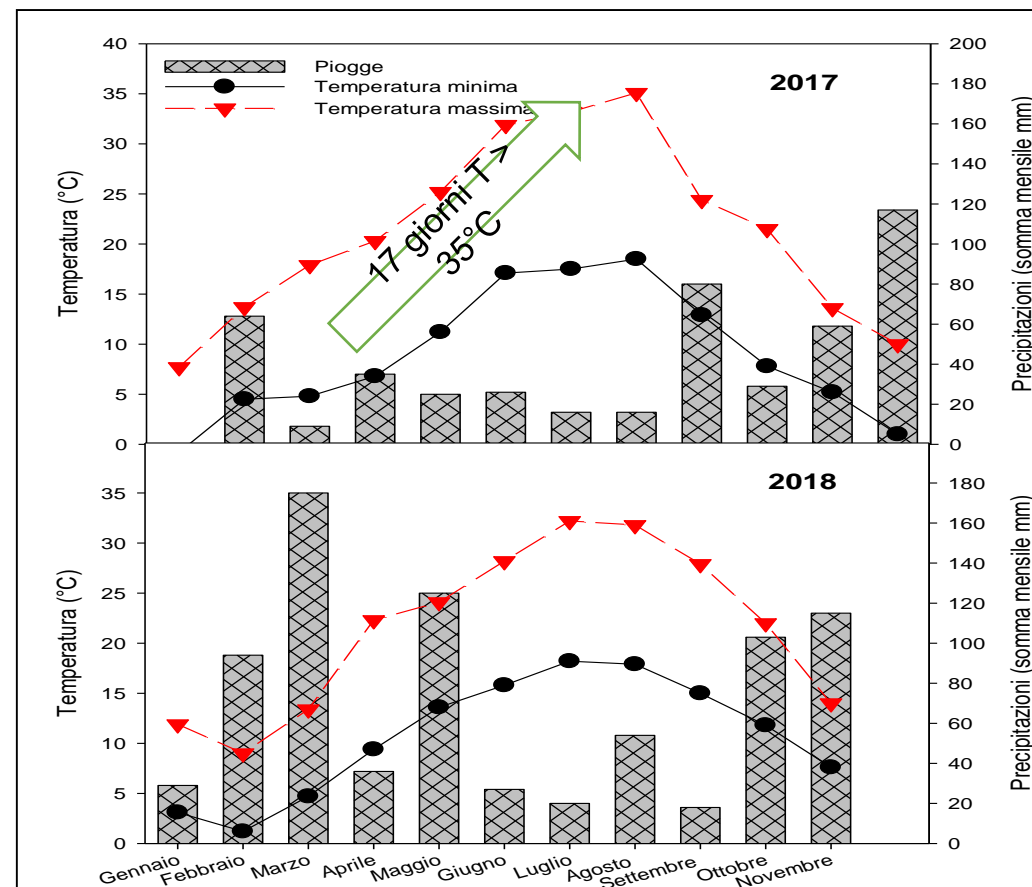 40
35
30
25
20
15
10
5
0
Temperatura (°C)
Piogge
Temperatura minima
Temperatura massima
2017
17 giorni T >
35°C
200
180
160
140
120
100
80
60
40
20
0
Precipitazioni (somma mensile mm)
35
30
25
20
15
10
5
0
Temperatura (°C)
2018
180
160
140
120
100
80
60
40
20
0
Precipitazioni (somma mensile mm)
Gennaio
Febbraio
Marzo
Aprile
Maggio
Giugno
Luglio
Agosto
Settembre
Ottobre
Novembre